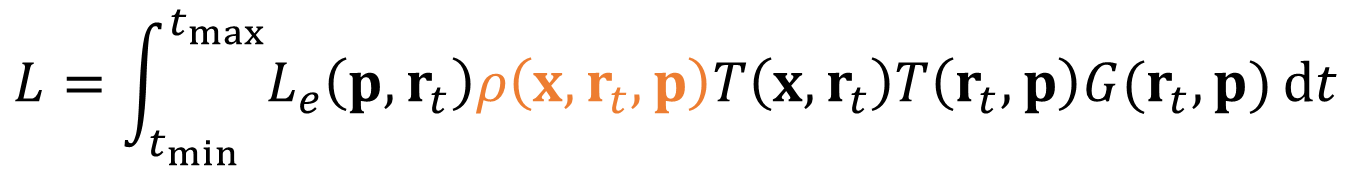 L = ∫_{t_min}^{t_max} L_e(𝐩, 𝐫_t)ρ(𝐱, 𝐫_t, 𝐩)T(𝐱, 𝐫_t)T(𝐫_t, 𝐩)G(𝐫_t, 𝐩) dt